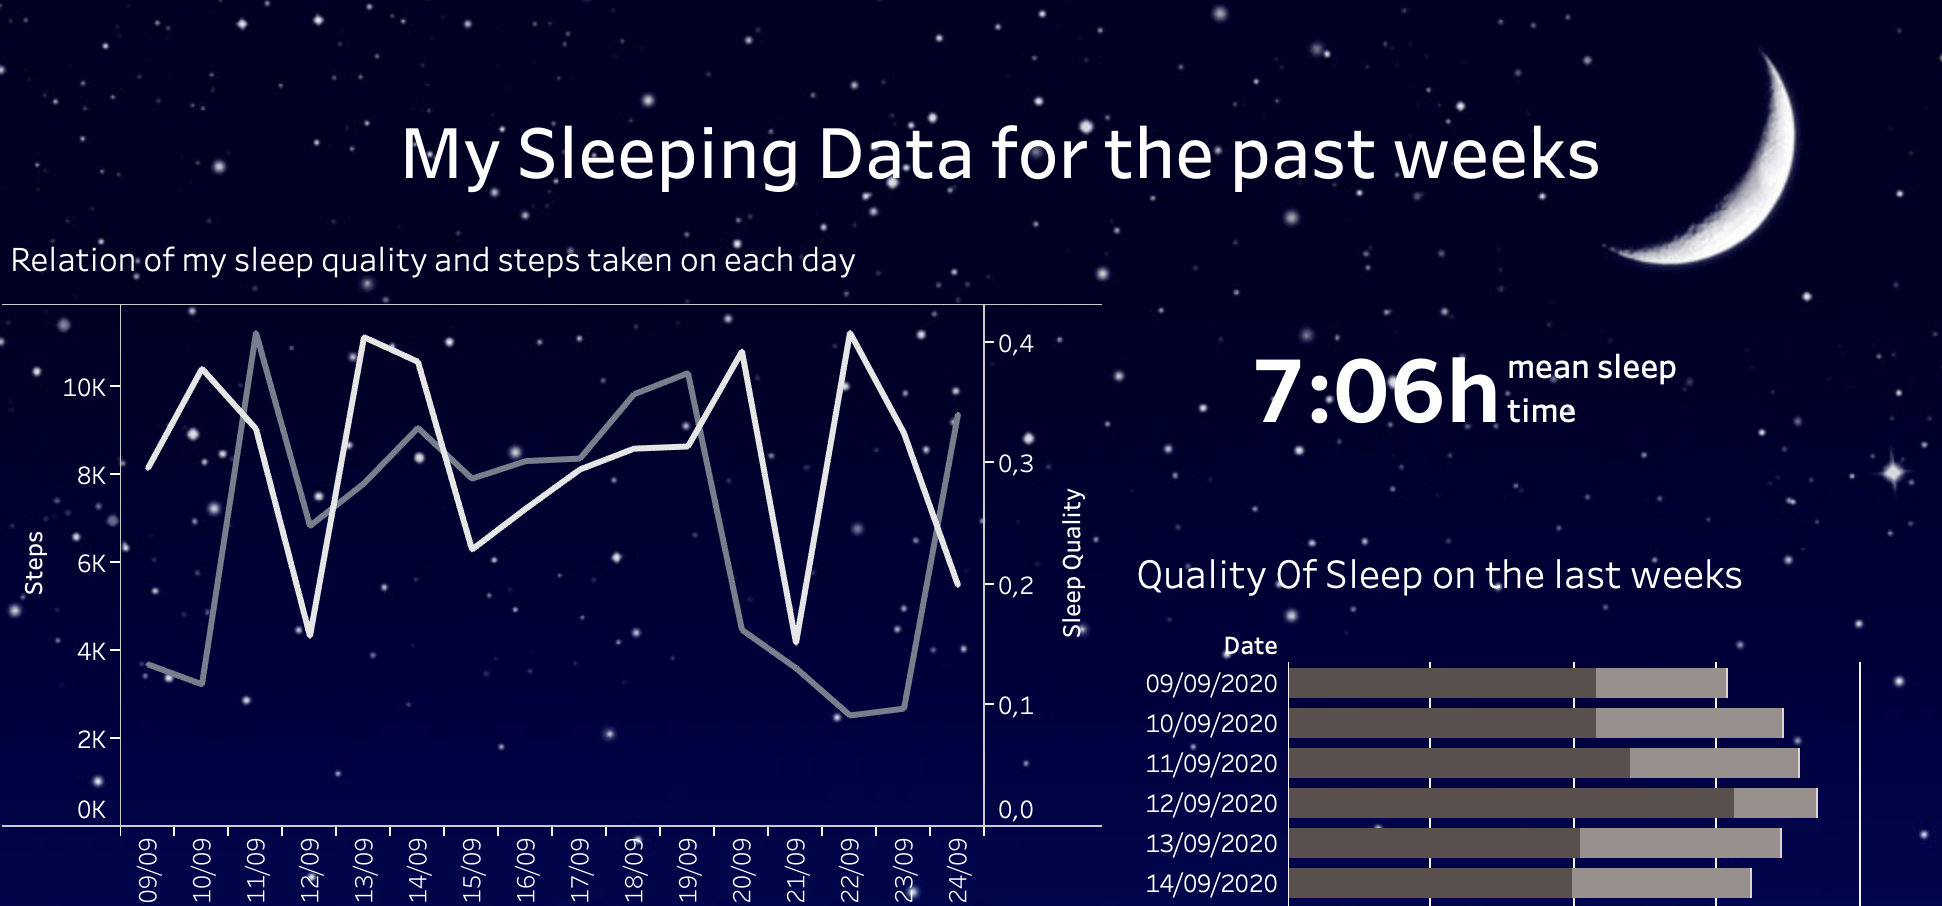 My Sleeping Data for the past weeks
Relation of my sleep quality and steps taken on each day
10K
8K
6K
4K
2K
0K
Steps
0,4
0,3
0,2
0,1
0,0
Sleep Quality
09/09
10/09
11/09
12/09
13/09
14/09
15/09
16/09
17/09
18/09
19/09
20/09
21/09
22/09
23/09
24/09
7:06h mean sleep
time
Quality Of Sleep on the last weeks
Date
09/09/2020
10/09/2020
11/09/2020
12/09/2020
13/09/2020
14/09/2020